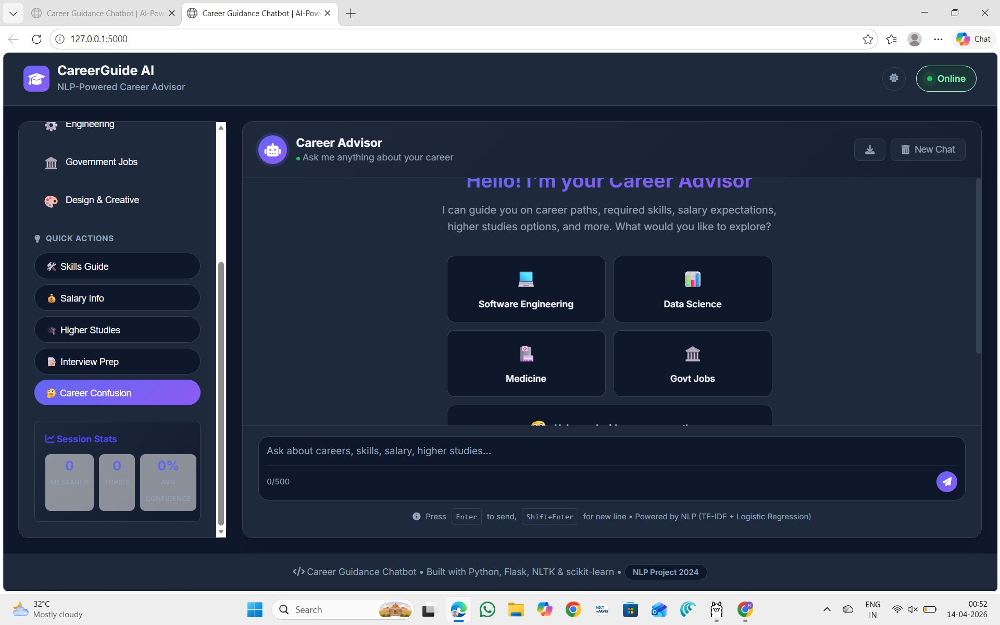 Career Guidance Chatbot | AI-Pow
Career Guidance Chatbot | AI-Pow
127.0.0.1:5000
Chat
CareerGuide AI
NLP-Powered Career Advisor
Online
Engineering
Government Jobs
Design & Creative
QUICK ACTIONS
Skills Guide
Salary Info
Higher Studies
Interview Prep
Career Confusion
Session Stats
0
MESSAGES
0
TOPICS
0%
AVG
CONFIDENCE
Career Advisor
Ask me anything about your career
New Chat
Hello! I'm your Career Advisor
I can guide you on career paths, required skills, salary expectations,
higher studies options, and more. What would you like to explore?
Software Engineering
Data Science
Medicine
Govt Jobs
Ask about careers, skills, salary, higher studies...
0/500
Press Enter to send, Shift+Enter for new line • Powered by NLP (TF-IDF + Logistic Regression)
</> Career Guidance Chatbot • Built with Python, Flask, NLTK & scikit-learn • NLP Project 2024
32°C
Mostly cloudy
Search
NXT
WAVE
ENG
IN
00:52
14-04-2026